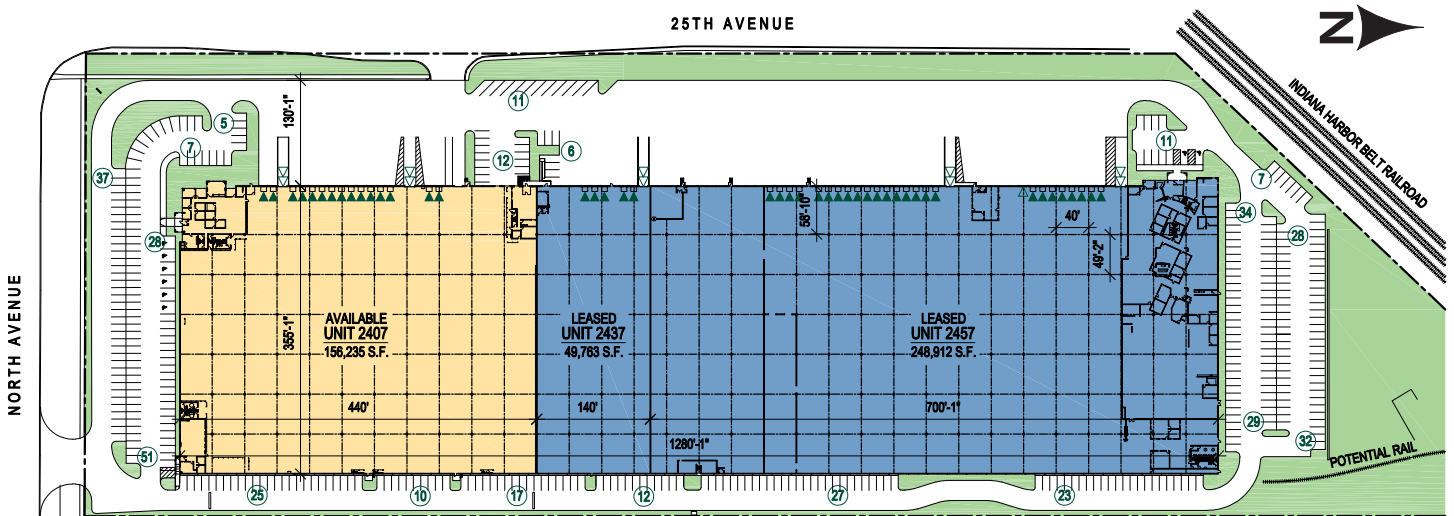 25TH AVENUE
N
INDIANA HARBOR BELT RAILROAD
NORTH AVENUE
130'-1"
11
5
7
37
12
6
11
7
34
28
28
58'-10"
40'
49'-2"
355'-1"
AVAILABLE
UNIT 2407
156,235 S.F.
LEASED
UNIT 2437
49,763 S.F.
LEASED
UNIT 2457
248,912 S.F.
440'
140'
700'-1"
1280'-1"
29
32
51
POTENTIAL RAIL
25
10
17
12
27
23